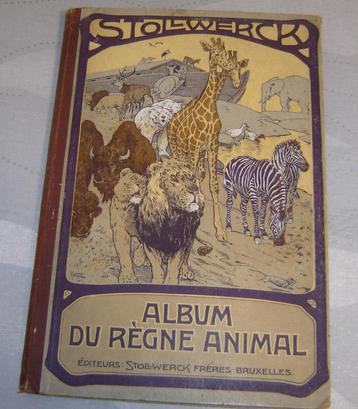 STOLLWERCK
ALBUM
DU RÈGNE ANIMAL
ÉDITEURS: STOLLWERCK FRÈRES BRUXELLES.